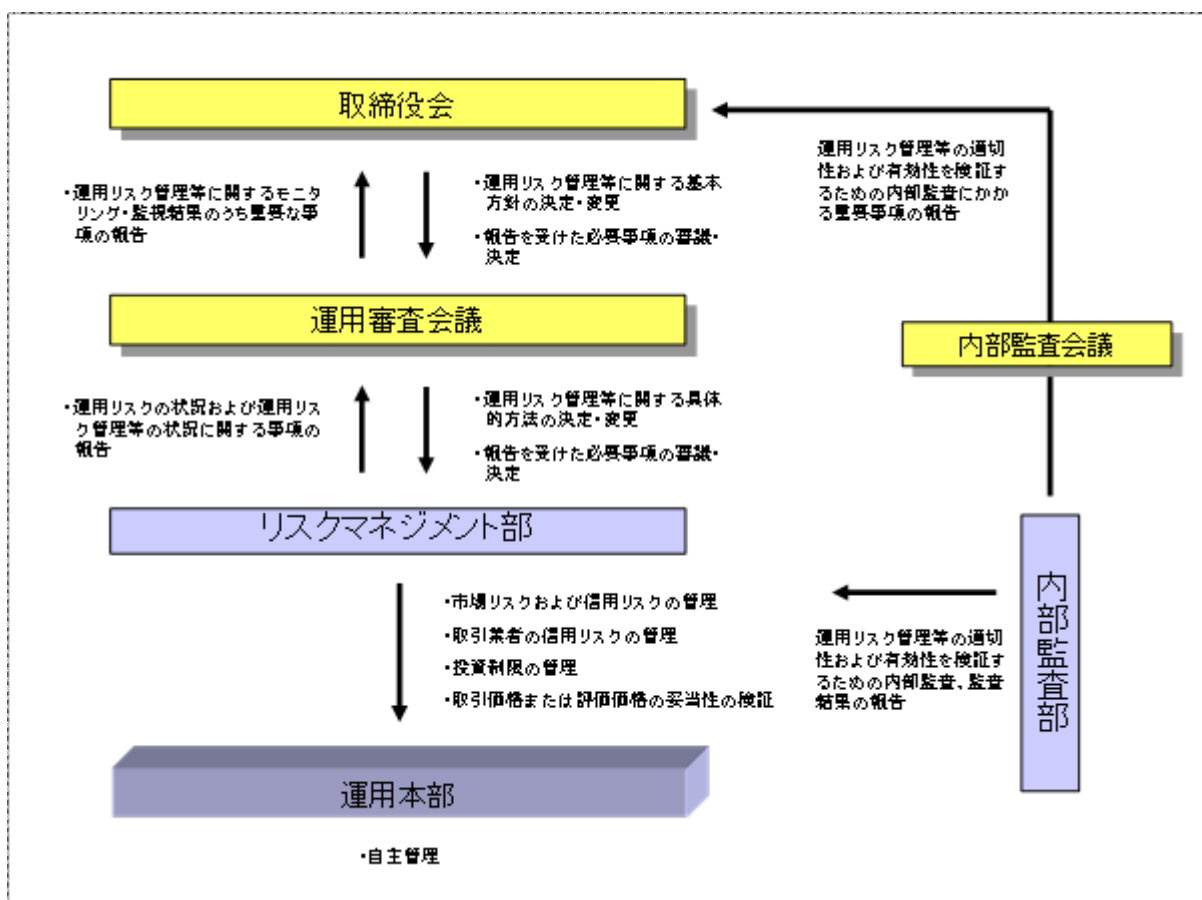 取締役会
・運用リスク管理等に関するモニタ
リング・監視結果のうち重要な事
項の報告
・運用リスク管理等に関する基本
方針の決定・変更
・報告を受けた必要事項の審議・
決定
運用リスク管理等の適切
性および有効性を検証す
るための内部監査にかか
る重要事項の報告
運用審査会議
内部監査会議
・運用リスクの状況および運用リス
ク管理等の状況に関する事項の
報告
・運用リスク管理等に関する具体
的方法の決定・変更
・報告を受けた必要事項の審議・
決定
リスクマネジメント部
・市場リスクおよび信用リスクの管理
・取引業者の信用リスクの管理
・投資制限の管理
・取引価格または評価価格の妥当性の検証
運用リスク管理等の適切
性および有効性を検証す
るための内部監査、監査
結果の報告
内部監査部
運用本部
・自主管理